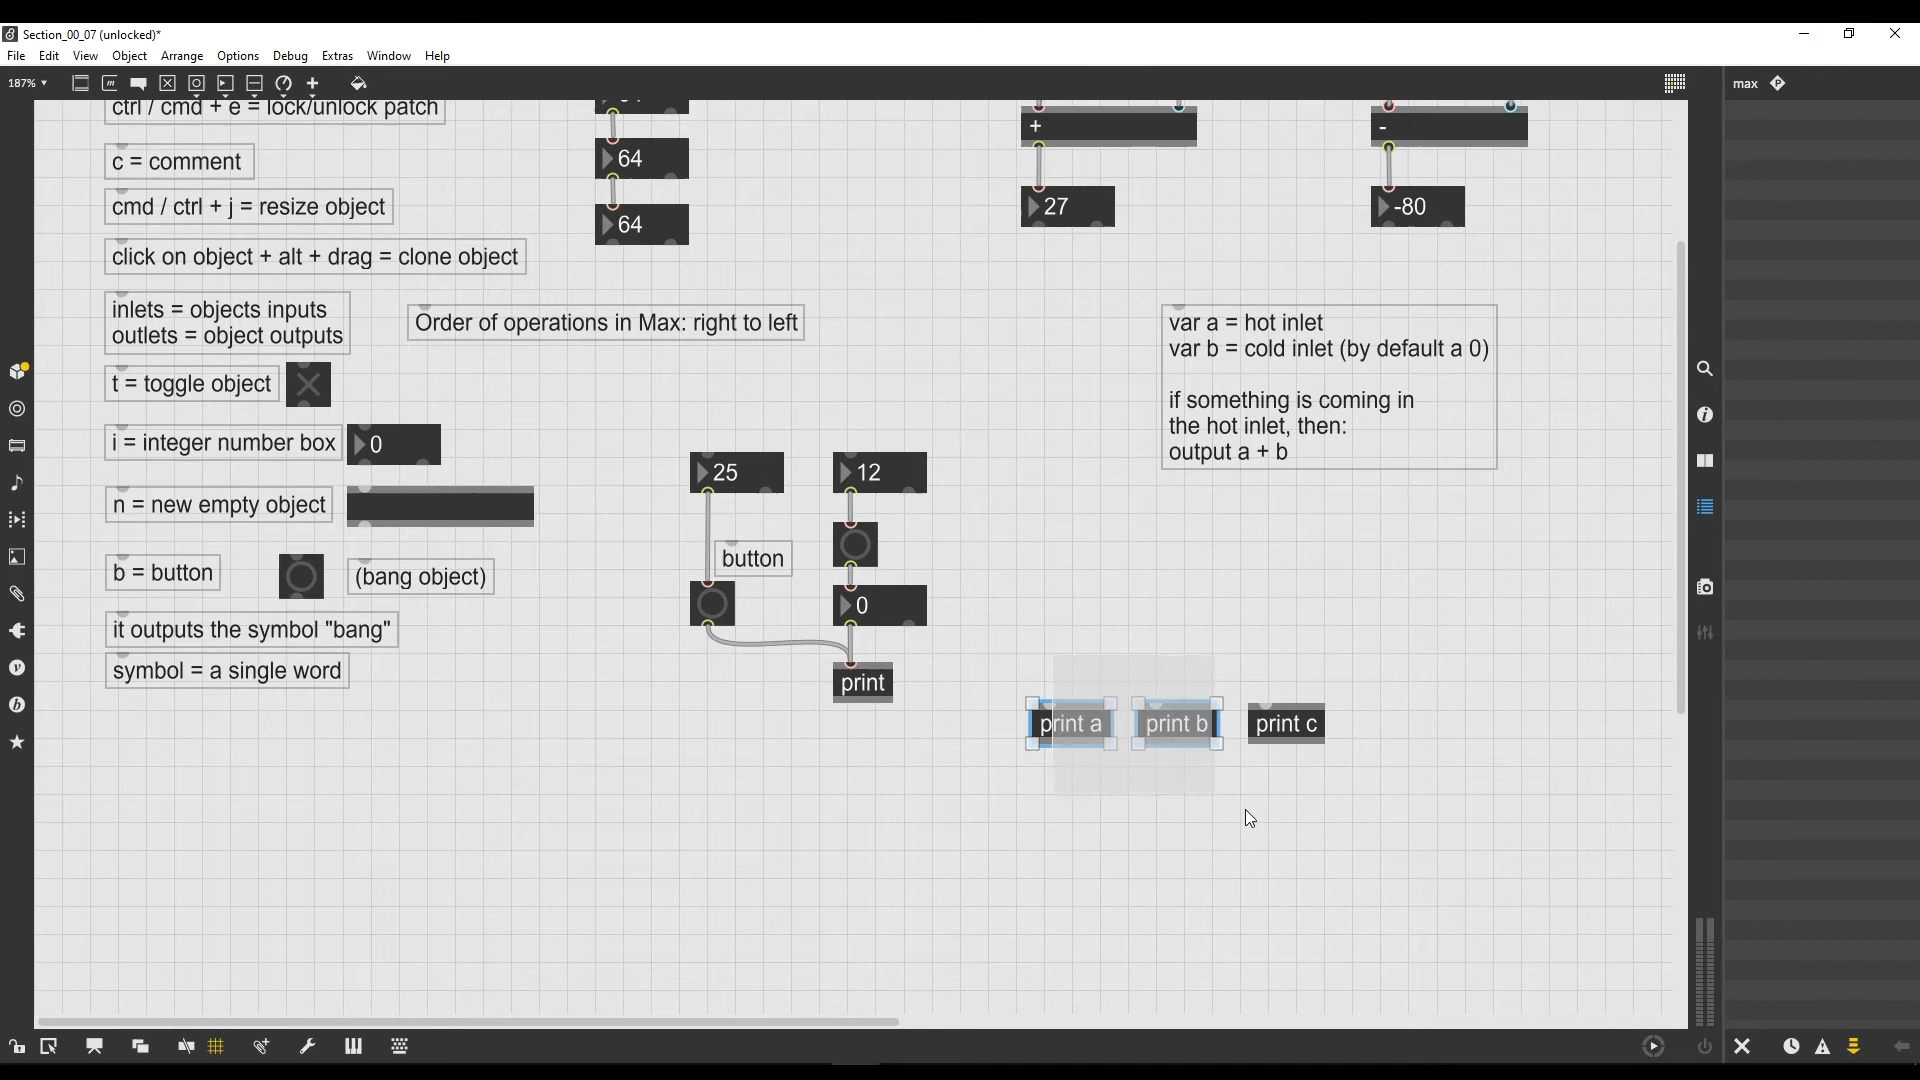 Section_00_07 (unlocked)*
File Edit View Object Arrange Options Debug Extras Window Help
187%
max
ctrl / cmd + e = lock/unlock patch
c = comment
cmd / ctrl + j = resize object
click on object + alt + drag = clone object
inlets = objects inputs
outlets = object outputs
t = toggle object
i = integer number box
0
n = new empty object
b = button
(bang object)
it outputs the symbol "bang"
symbol = a single word
64
64
Order of operations in Max: right to left
25
12
button
0
print
+
27
-
-80
var a = hot inlet
var b = cold inlet (by default a 0)
if something is coming in
the hot inlet, then:
output a + b
print a
print b
print c